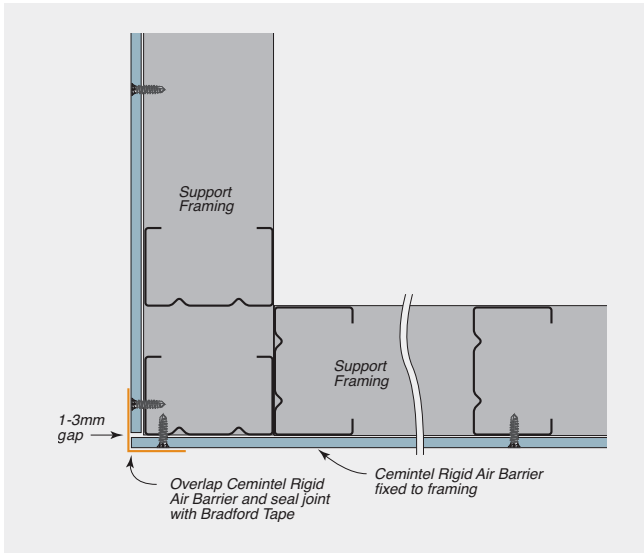 Support
Framing
Support
Framing
1-3mm
gap
Cemintel Rigid Air Barrier
fixed to framing
Overlap Cemintel Rigid
Air Barrier and seal joint
with Bradford Tape